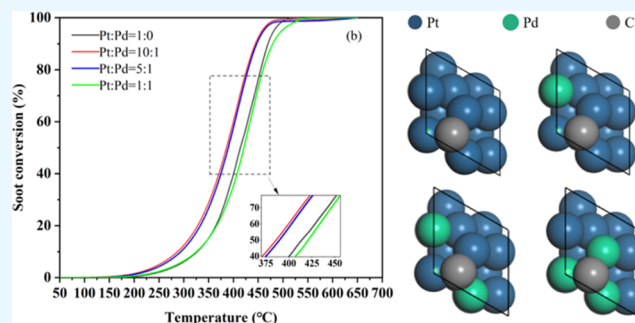 100
80
60
40
20
0
Soot conversion (%)
Pt:Pd=1:0
Pt:Pd=10:1
Pt:Pd=5:1
Pt:Pd=1:1
(b)
70
60
50
40
375 400 425 450
50 100 150 200 250 300 350 400 450 500 550 600 650 700
Temperature (°C)
Pt Pd C